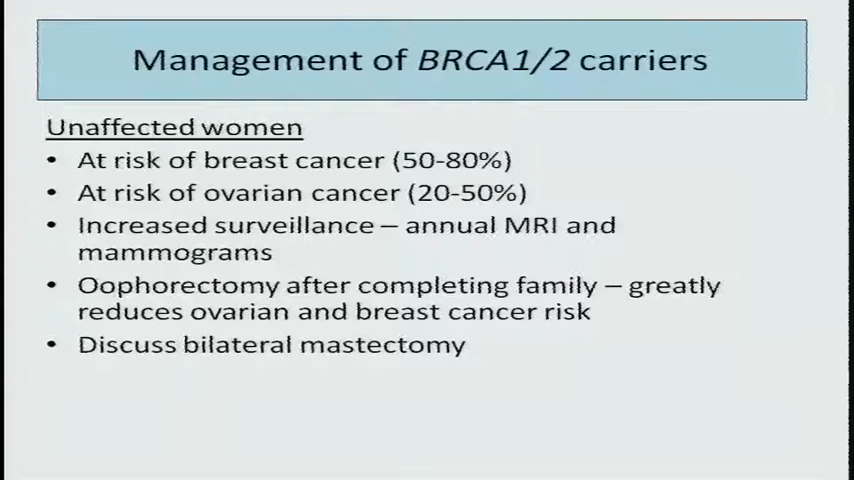 Management of BRCA1/2 carriers
Unaffected women
• At risk of breast cancer (50-80%)
• At risk of ovarian cancer (20-50%)
• Increased surveillance – annual MRI and
mammograms
• Oophorectomy after completing family – greatly
reduces ovarian and breast cancer risk
• Discuss bilateral mastectomy